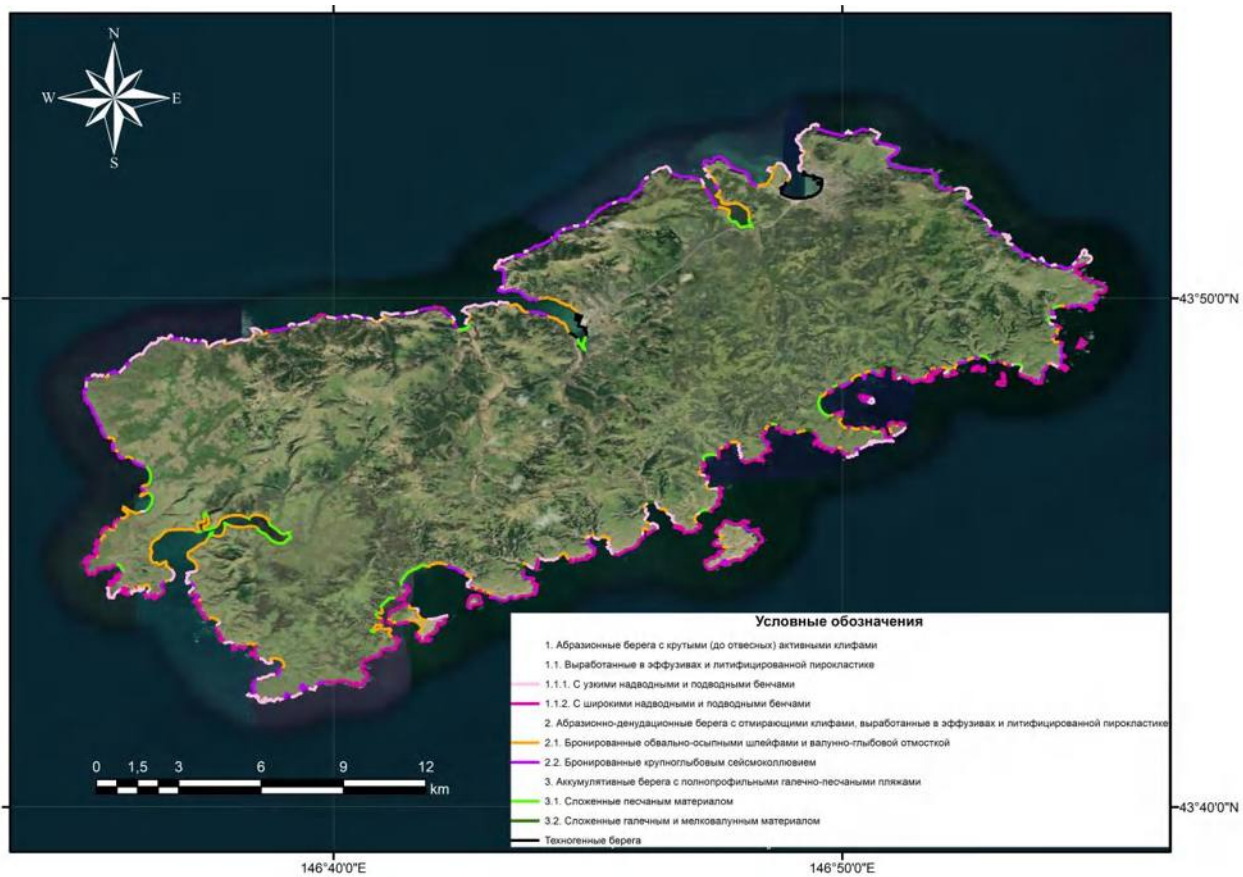 N
W E
S
43°50'0"N
Условные обозначения
1. Абразионные берега с крутыми (до отвесных) активными клифами
1.1. Выработанные в эффузивах и литифицированной пирокластике
1.1.1. С узкими надводными и подводными бенчами
1.1.2. С широкими надводными и подводными бенчами
2. Абразионно-денудационные берега с отмирающими клифами, выработанные в эффузивах и литифицированной пирокластике
2.1. Бронированные обвально-осыпными шлейфами и валунно-глыбовой отмосткой
2.2. Бронированные крупноглыбовым сейсмоколлювием
3. Аккумулятивные берега с полнопрофильными галечно-песчаными пляжами
3.1. Сложенные песчаным материалом
3.2. Сложенные галечным и мелковалунным материалом
Техногенные берега
0 1,5 3 6 9 12
km
43°40'0"N
146°40'0"E 146°50'0"E